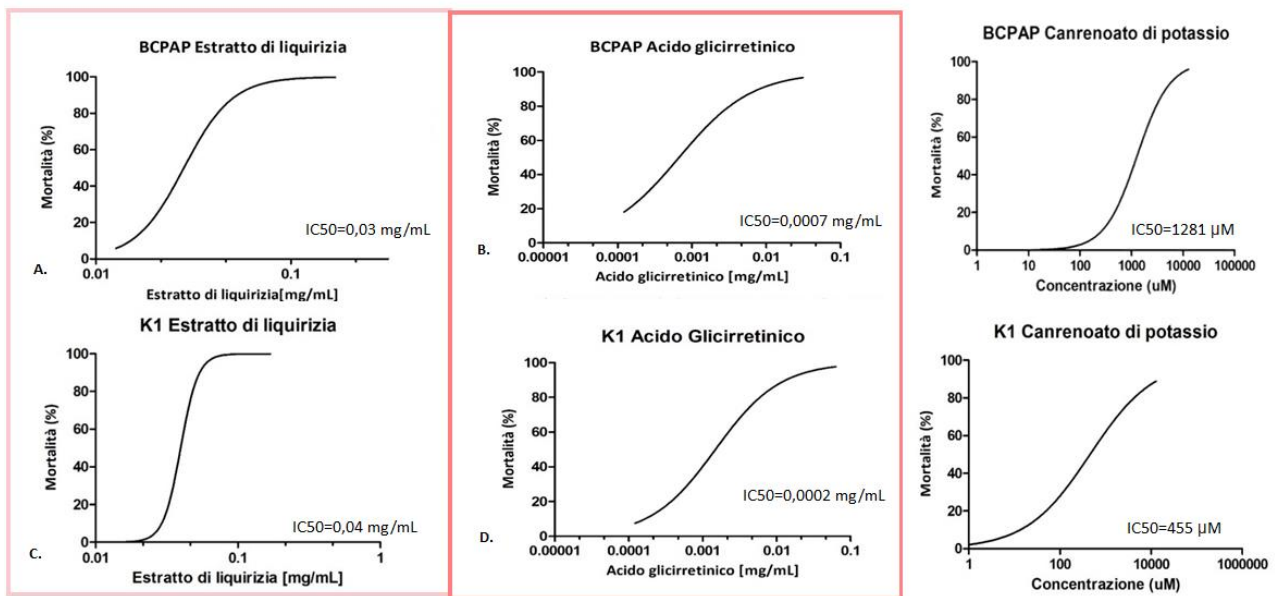 BCPAP Estratto di liquirizia
100
80
60
40
20
0
Mortalità (%)
IC50=0,03 mg/mL
0.01
0.1
A.
Estratto di liquirizia[mg/mL]
BCPAP Acido glicirretinico
100
80
60
40
20
0
Mortalità (%)
IC50=0,0007 mg/mL
B.
0.00001
0.0001
0.001
0.01
0.1
Acido glicirretinico [mg/mL]
BCPAP Canrenoato di potassio
100
80
60
40
20
0
Mortalità (%)
IC50=1281 µM
1
10
100
1000
10000
100000
Concentrazione (uM)
K1 Estratto di liquirizia
100
80
60
40
20
0
Mortalità (%)
IC50=0,04 mg/mL
C.
0.01
0.1
1
Estratto di liquirizia [mg/mL]
K1 Acido Glicirretinico
100
80
60
40
20
0
Mortalità (%)
IC50=0,0002 mg/mL
D.
0.00001
0.0001
0.001
0.01
0.1
Acido glicirretinico [mg/mL]
K1 Canrenoato di potassio
100
80
60
40
20
0
Mortalità (%)
IC50=455 µM
1
100
10000
1000000
Concentrazione (uM)